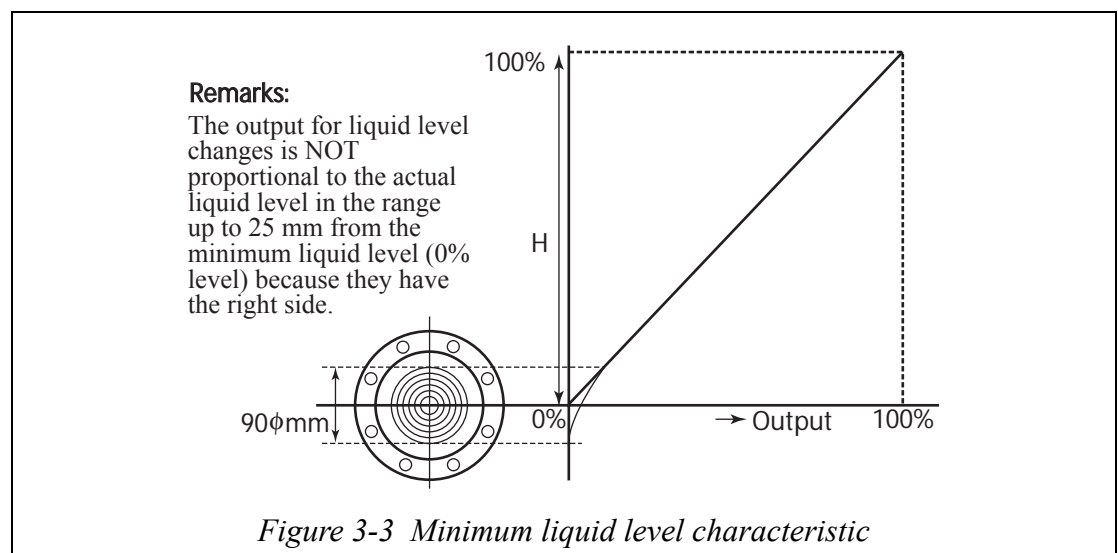 Remarks:
The output for liquid level
changes is NOT
proportional to the actual
liquid level in the range
up to 25 mm from the
minimum liquid level (0%
level) because they have
the right side.
100%
H
90ϕmm
0%
→ Output
100%
Figure 3-3 Minimum liquid level characteristic